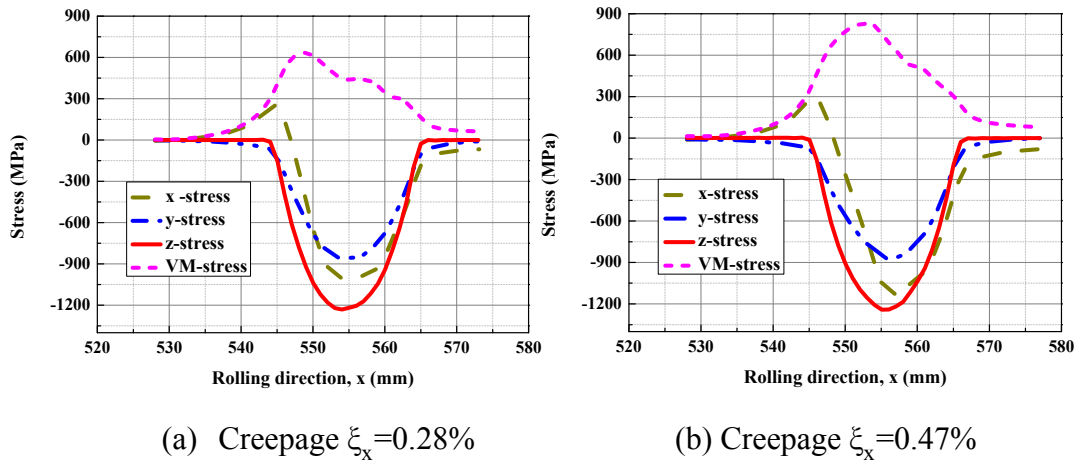 900
600
300
0
-300
-600
-900
-1200
Stress (MPa)
x -stress
y-stress
z-stress
VM-stress
520 530 540 550 560 570 580
Rolling direction, x (mm)
(a) Creepage ξx=0.28%
900
600
300
0
-300
-600
-900
-1200
Stress (MPa)
x-stress
y-stress
z-stress
VM-stress
520 530 540 550 560 570 580
Rolling direction, x (mm)
(b) Creepage ξx=0.47%